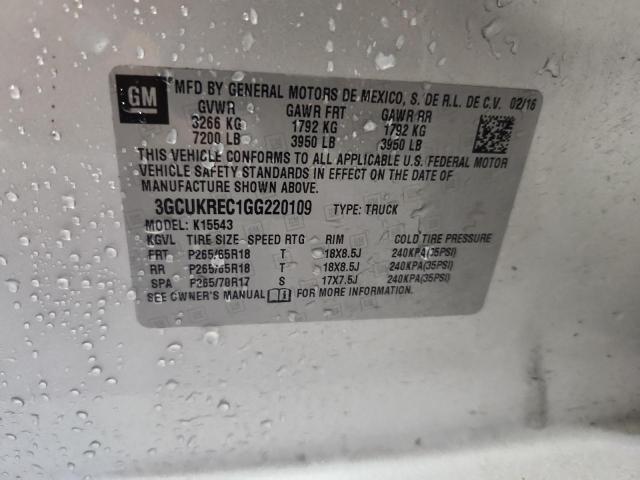 GM
MFD BY GENERAL MOTORS DE MEXICO, S. DE R.L. DE C.V. 02/16
GVWR GAWR FRT GAWR RR
3266 KG 1792 KG 1792 KG
7200 LB 3950 LB 3950 LB
THIS VEHICLE CONFORMS TO ALL APPLICABLE U.S. FEDERAL MOTOR
VEHICLE SAFETY STANDARDS IN EFFECT ON THE DATE OF
MANUFACTURE SHOWN ABOVE.
3GCUKREC1GG220109 TYPE: TRUCK
MODEL: K15543
KGVL TIRE SIZE SPEED RTG RIM COLD TIRE PRESSURE
FRT P265/65R18 T 18X8.5J 240KPA(35PSI)
RR P265/65R18 T 18X8.5J 240KPA(35PSI)
SPA P265/70R17 S 17X7.5J 240KPA(35PSI)
SEE OWNER'S MANUAL FOR MORE INFORMATION.